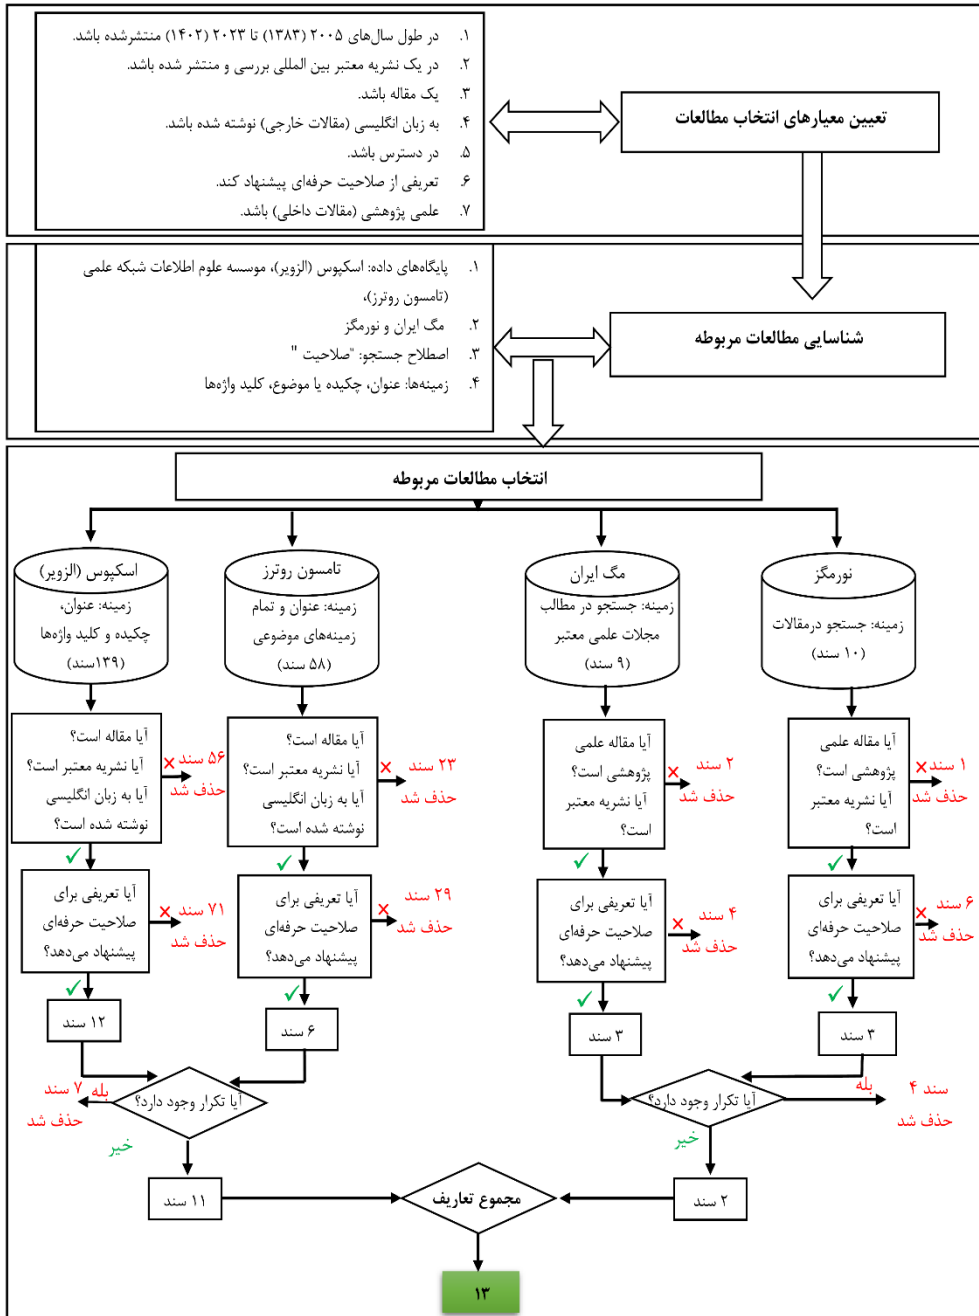 ۱. در طول سال‌های ۲۰۰۵ (۱۳۸۳) تا ۲۰۲۳ (۱۴۰۲) منتشرشده باشد.
۲. در یک نشریه معتبر بین المللی بررسی و منتشر شده باشد.
۳. یک مقاله باشد.
۴. به زبان انگلیسی (مقالات خارجی) نوشته شده باشد.
۵. در دسترس باشد.
۶. تعریفی از صلاحیت حرفه‌ای پیشنهاد کند.
۷. علمی پژوهشی (مقالات داخلی) باشد.
تعیین معیارهای انتخاب مطالعات
۱. پایگاه‌های داده: اسکپوس (الزویر)، موسسه علوم اطلاعات شبکه علمی
(تامسون روترز)،
۲. مگ ایران و نورمگز
۳. اصطلاح جستجو: "صلاحیت "
۴. زمینه‌ها: عنوان، چکیده یا موضوع، کلید واژه‌ها
شناسایی مطالعات مربوطه
انتخاب مطالعات مربوطه
نورمگز
زمینه: جستجو درمقالات
(۱۰ سند)
مگ ایران
زمینه: جستجو در مطالب
مجلات علمی معتبر
(۹ سند)
تامسون روترز
زمینه: عنوان و تمام
زمینه‌های موضوعی
(۵۸ سند)
اسکپوس (الزویر)
زمینه: عنوان،
چکیده و کلید واژه‌ها
(۱۳۹سند)
آیا مقاله علمی
پژوهشی است؟
آیا نشریه معتبر
است؟
۱ سند
حذف شد
آیا مقاله علمی
پژوهشی است؟
آیا نشریه معتبر
است؟
۲ سند
حذف شد
آیا مقاله است؟
آیا نشریه معتبر است؟
آیا به زبان انگلیسی
نوشته شده است؟
۲۳ سند
حذف شد
آیا مقاله است؟
آیا نشریه معتبر است؟
آیا به زبان انگلیسی
نوشته شده است؟
۵۶ سند
حذف شد
آیا تعریفی برای
صلاحیت حرفه‌ای
پیشنهاد می‌دهد؟
۶ سند
حذف شد
آیا تعریفی برای
صلاحیت حرفه‌ای
پیشنهاد می‌دهد؟
۴ سند
حذف شد
آیا تعریفی برای
صلاحیت حرفه‌ای
پیشنهاد می‌دهد؟
۲۹ سند
حذف شد
آیا تعریفی برای
صلاحیت حرفه‌ای
پیشنهاد می‌دهد؟
۷۱ سند
حذف شد
۳ سند
۳ سند
۶ سند
۱۲ سند
آیا تکرار وجود دارد؟
بله
سند ۴
حذف شد
خیر
آیا تکرار وجود دارد؟
بله
۷ سند
حذف شد
خیر
۲ سند
مجموع تعاریف
۱۱ سند
۱۳